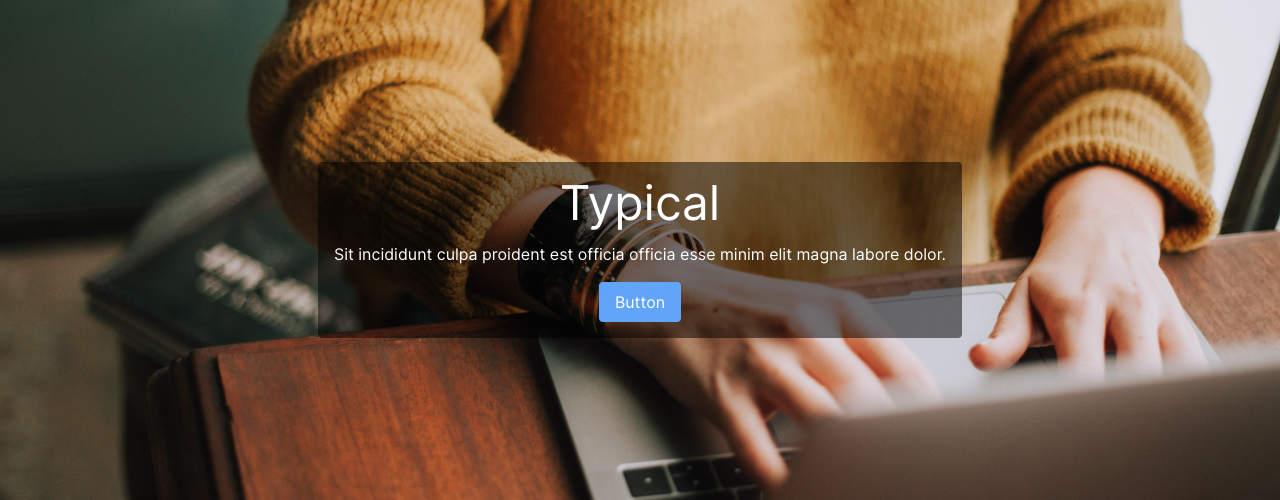 Typical
Sit incididunt culpa proident est officia officia esse minim elit magna labore dolor.
Button